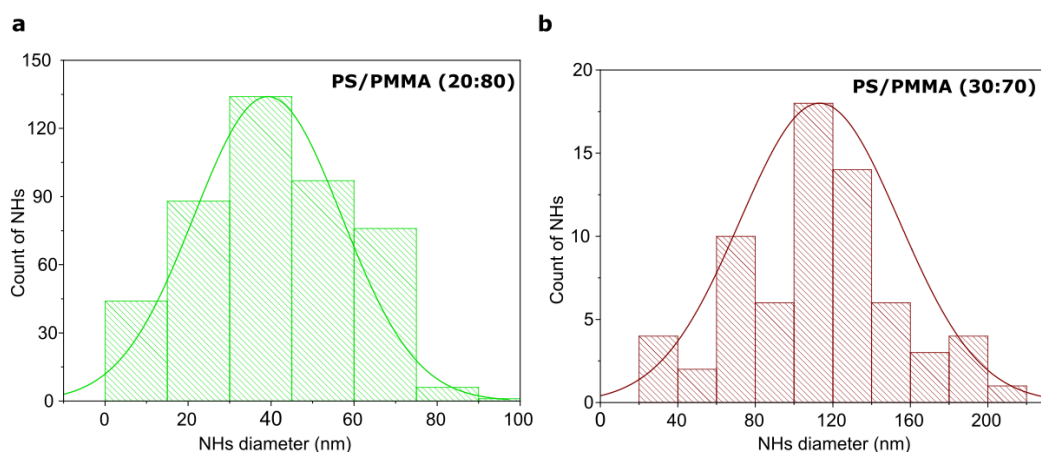 a
PS/PMMA (20:80)
150
120
90
60
30
0
Count of NHs
0 20 40 60 80 100
NHs diameter (nm)
b
PS/PMMA (30:70)
20
15
10
5
0
Count of NHs
0 40 80 120 160 200
NHs diameter (nm)